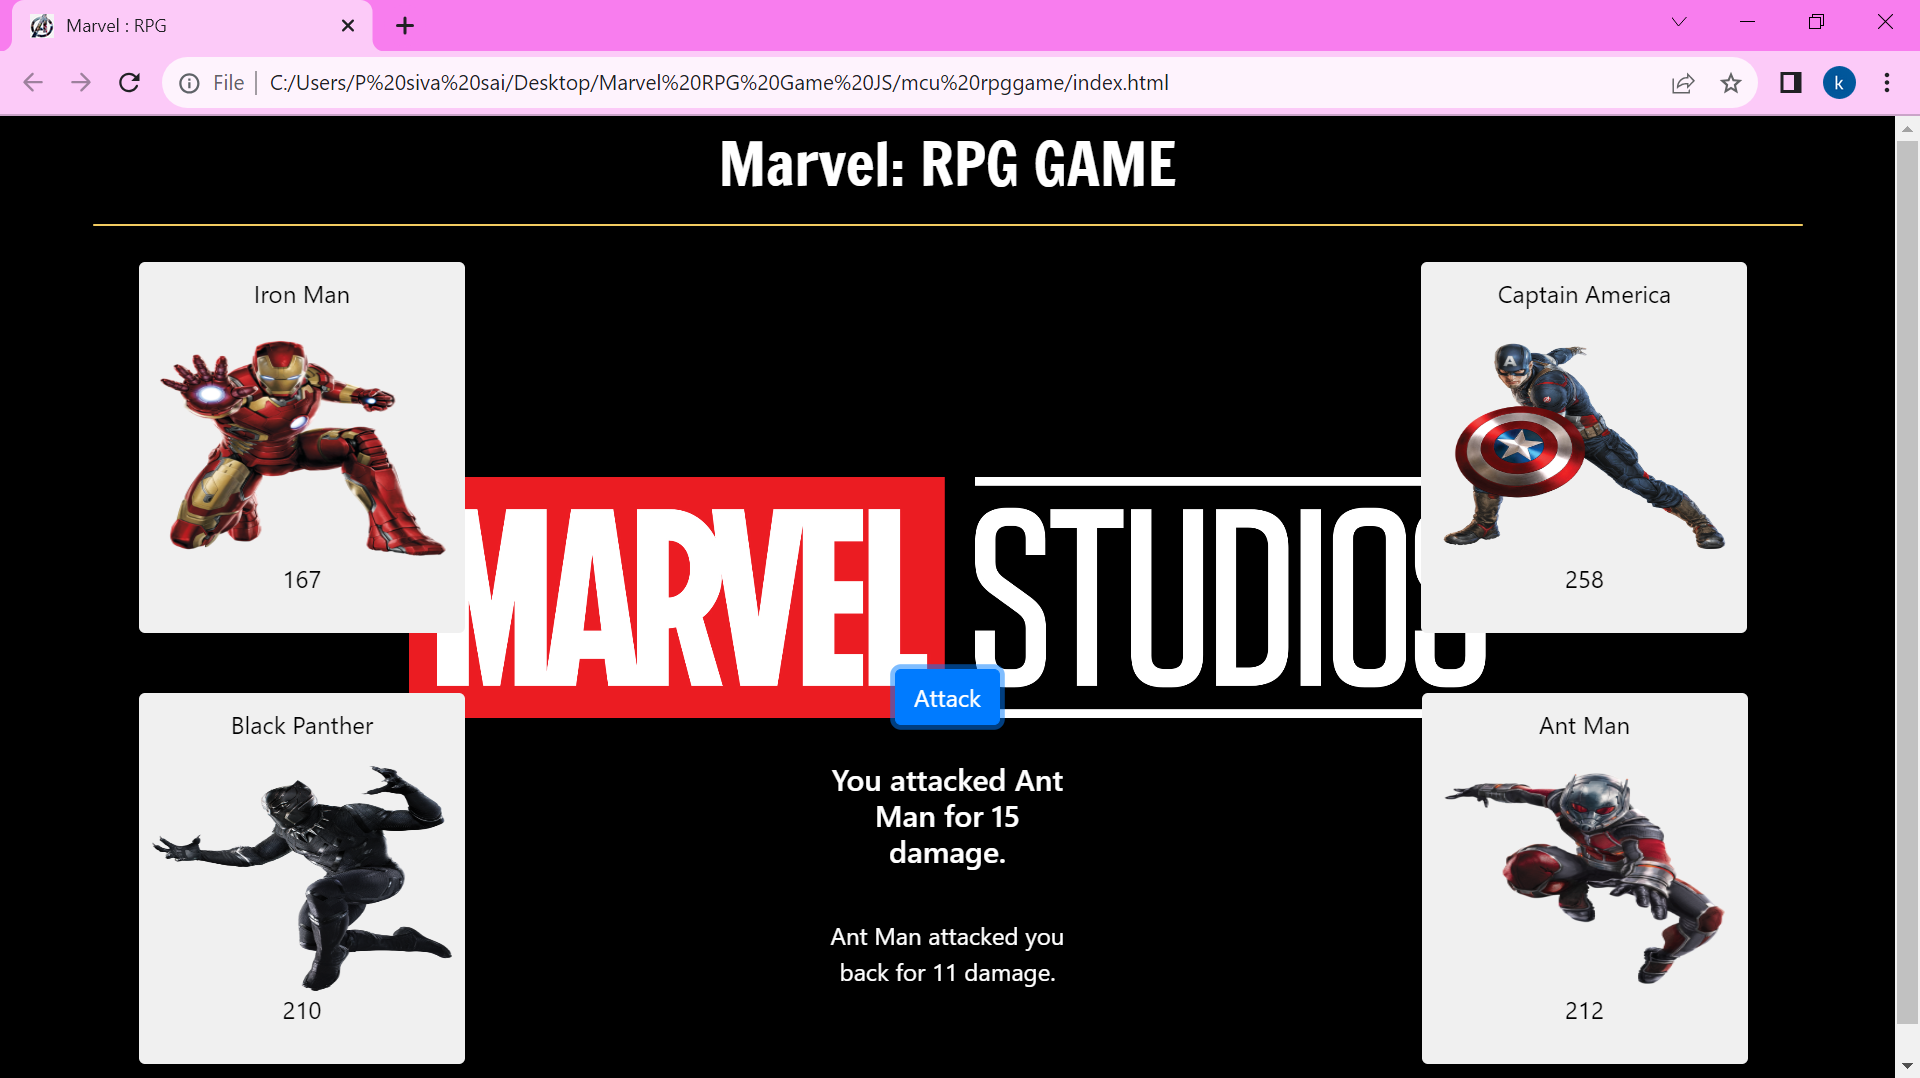 Marvel : RPG
File
C:/Users/P%20siva%20sai/Desktop/Marvel%20RPG%20Game%20JS/mcu%20rpggame/index.html
k
Marvel: RPG GAME
Iron Man
167
Captain America
A
258
MARVEL STUDIOS
Attack
Black Panther
210
You attacked Ant
Man for 15
damage.
Ant Man attacked you
back for 11 damage.
Ant Man
212